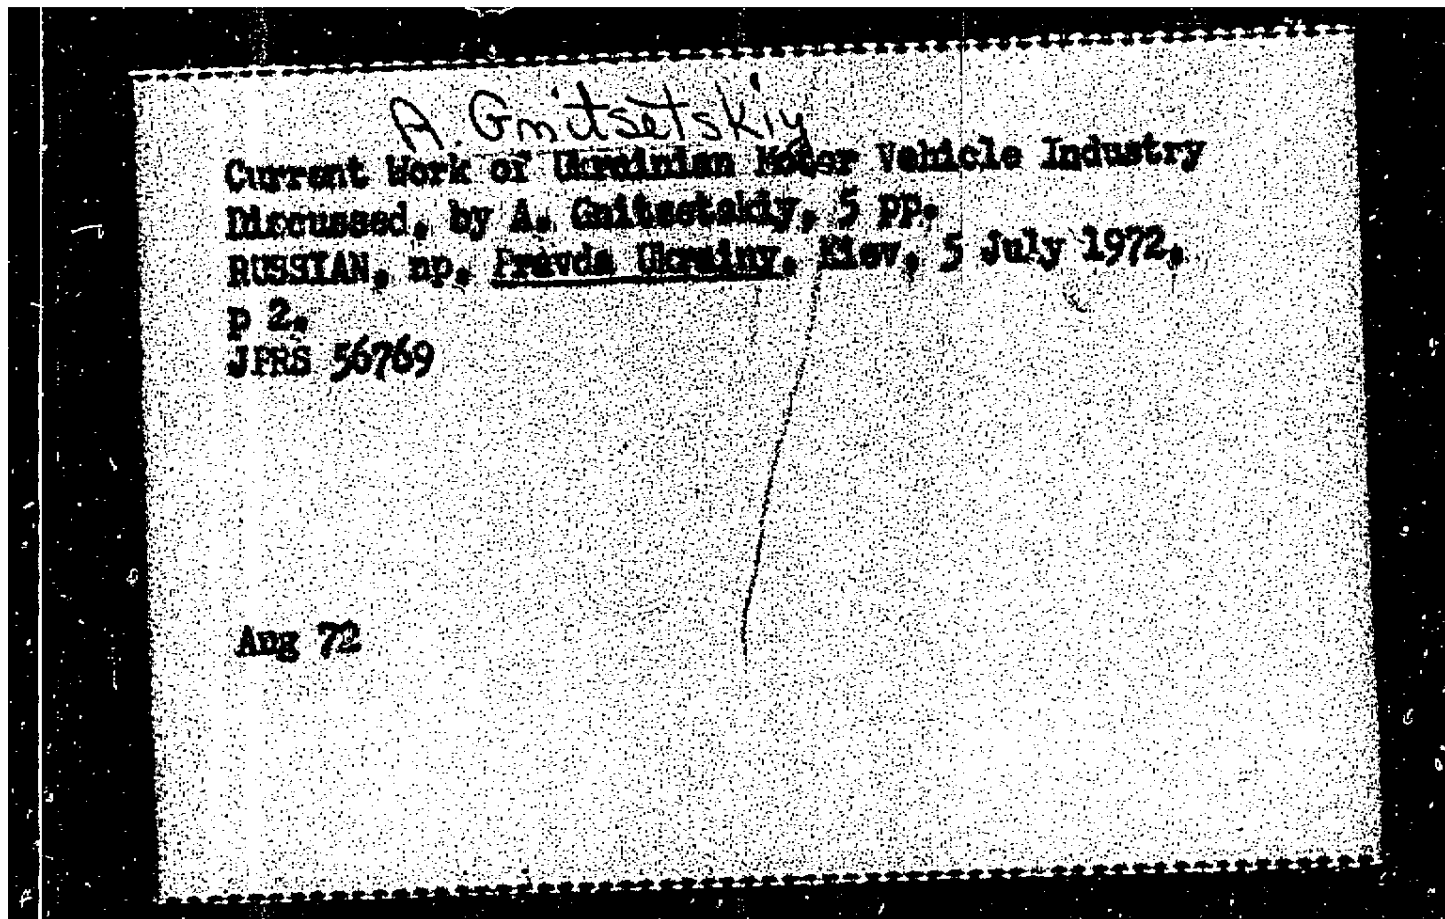 A. Gnitsetskiy
Current Work of Ukrainian Motor Vehicle Industry
Discussed, by A. Gnitsetskiy, 5 pp.
RUSSIAN, np, Pravda Ukrainy, Kiev, 5 July 1972,
p 2.
JPRS 56769
Aug 72